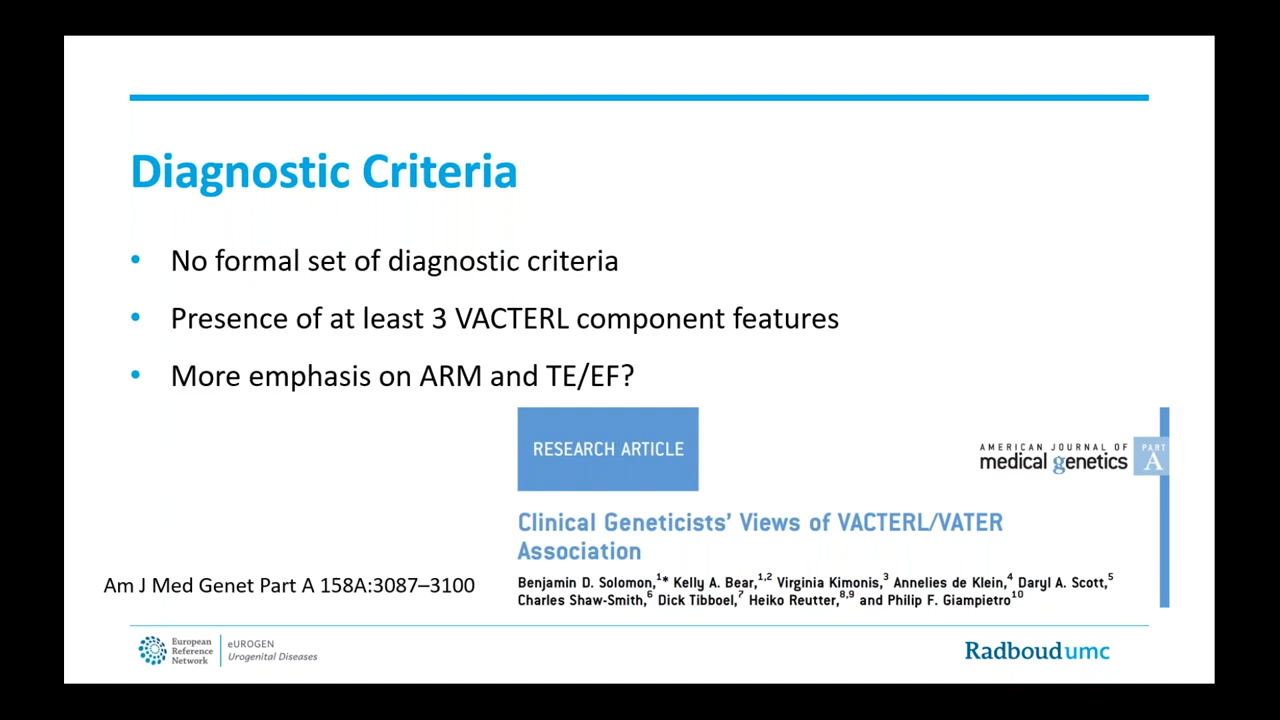 Diagnostic Criteria
• No formal set of diagnostic criteria
• Presence of at least 3 VACTERL component features
• More emphasis on ARM and TE/EF?
RESEARCH ARTICLE
AMERICAN JOURNAL OF
medical genetics
PART
A
Clinical Geneticists' Views of VACTERL/VATER
Association
Benjamin D. Solomon,1* Kelly A. Bear,1,2 Virginia Kimonis,3 Annelies de Klein,4 Daryl A. Scott,5
Charles Shaw-Smith,6 Dick Tibboel,7 Heiko Reutter,8,9 and Philip F. Giampietro10
Am J Med Genet Part A 158A:3087–3100
European
Reference
Network
eUROGEN
Urogenital Diseases
Radboudumc